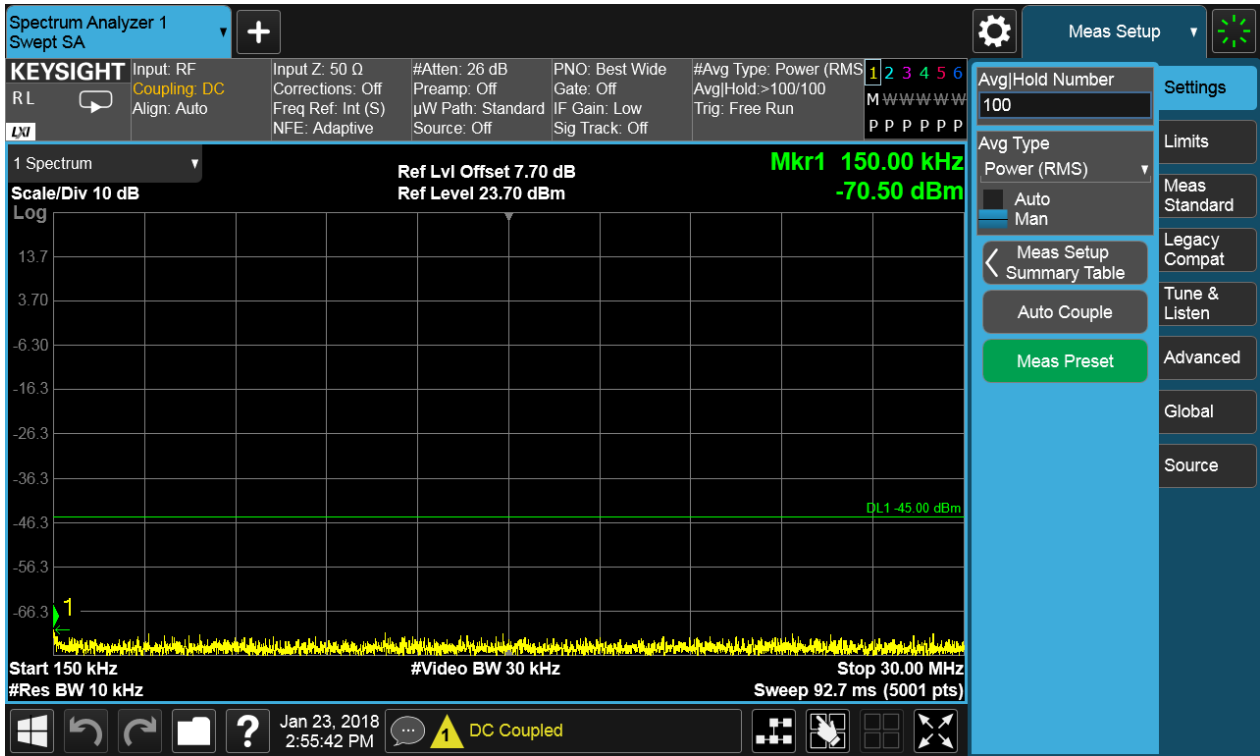 Spectrum Analyzer 1
Swept SA
+
Meas Setup
KEYSIGHT
RL
LXI
Input: RF
Coupling: DC
Align: Auto
Input Z: 50 Ω
Corrections: Off
Freq Ref: Int (S)
NFE: Adaptive
#Atten: 26 dB
Preamp: Off
µW Path: Standard
Source: Off
PNO: Best Wide
Gate: Off
IF Gain: Low
Sig Track: Off
#Avg Type: Power (RMS
Avg|Hold:>100/100
Trig: Free Run
1 2 3 4 5 6
M W W W W W
P P P P P P
1 Spectrum
Scale/Div 10 dB
Log
Ref Lvl Offset 7.70 dB
Ref Level 23.70 dBm
Mkr1 150.00 kHz
-70.50 dBm
13.7
3.70
-6.30
-16.3
-26.3
-36.3
DL1 -45.00 dBm
-46.3
-56.3
-66.3
1
Start 150 kHz
#Video BW 30 kHz
Stop 30.00 MHz
#Res BW 10 kHz
Sweep 92.7 ms (5001 pts)
Avg|Hold Number
100
Avg Type
Power (RMS)
Auto
Man
Meas Setup
Summary Table
Auto Couple
Meas Preset
Settings
Limits
Meas
Standard
Legacy
Compat
Tune &
Listen
Advanced
Global
Source
?
Jan 23, 2018
2:55:42 PM
1
DC Coupled